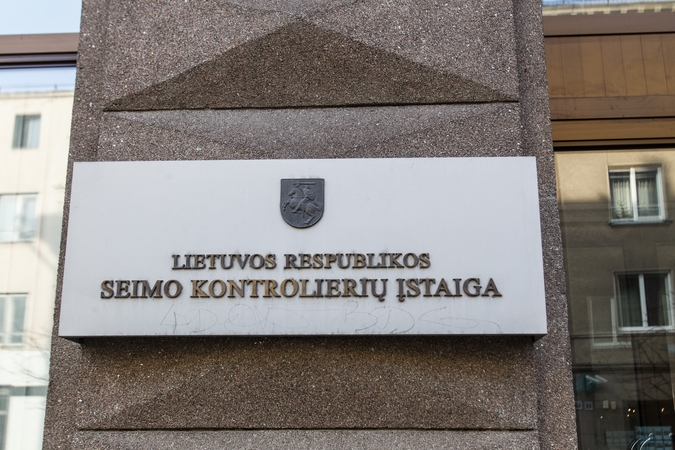 LIETUVOS RESPUBLIKOS
SEIMO KONTROLIERIŲ ĮSTAIGA